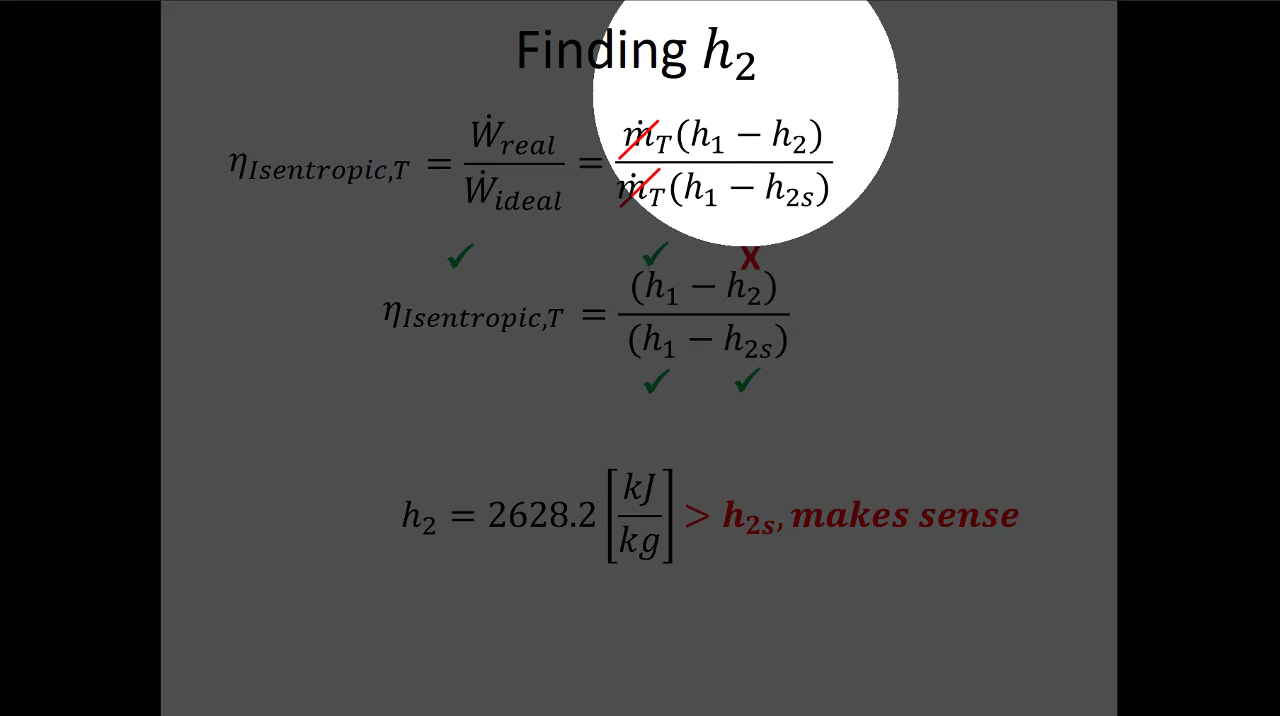 Finding h₂
η_Isentropic,T = Ẇ_real / Ẇ_ideal = ṁ_T(h₁ − h₂) / ṁ_T(h₁ − h₂ₛ)
✓ ✓ X
η_Isentropic,T = (h₁ − h₂) / (h₁ − h₂ₛ)
✓ ✓
h₂ = 2628.2 [kJ/kg] > h₂ₛ, makes sense